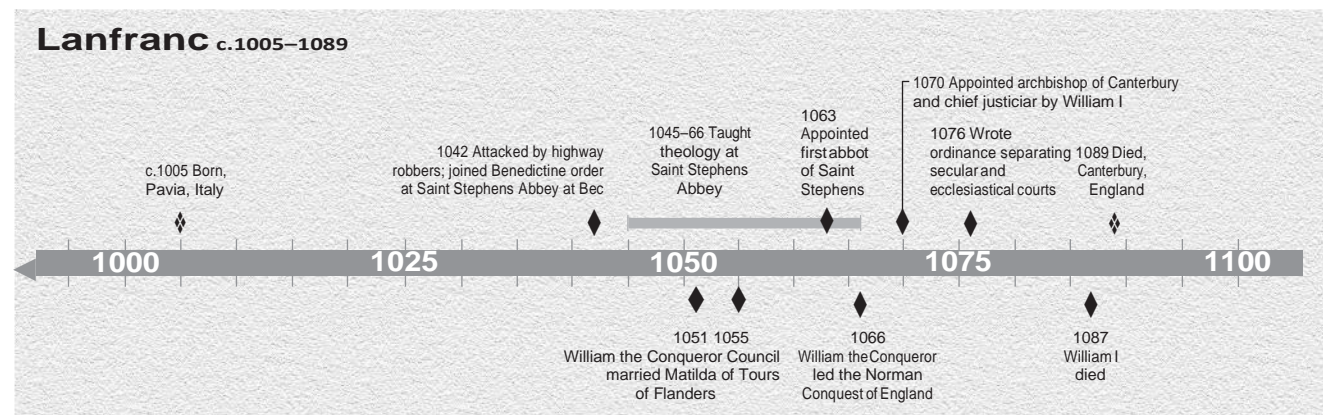 Lanfranc c.1005–1089
c.1005 Born,
Pavia, Italy
1042 Attacked by highway
robbers; joined Benedictine order
at Saint Stephens Abbey at Bec
1045–66 Taught
theology at
Saint Stephens
Abbey
1063
Appointed
first abbot
of Saint
Stephens
1070 Appointed archbishop of Canterbury
and chief justiciar by William I
1076 Wrote
ordinance separating
secular and
ecclesiastical courts
1089 Died,
Canterbury,
England
1000 1025 1050 1075 1100
1051 1055
William the Conqueror Council
married Matilda of Tours
of Flanders
1066
William the Conqueror
led the Norman
Conquest of England
1087
William I
died